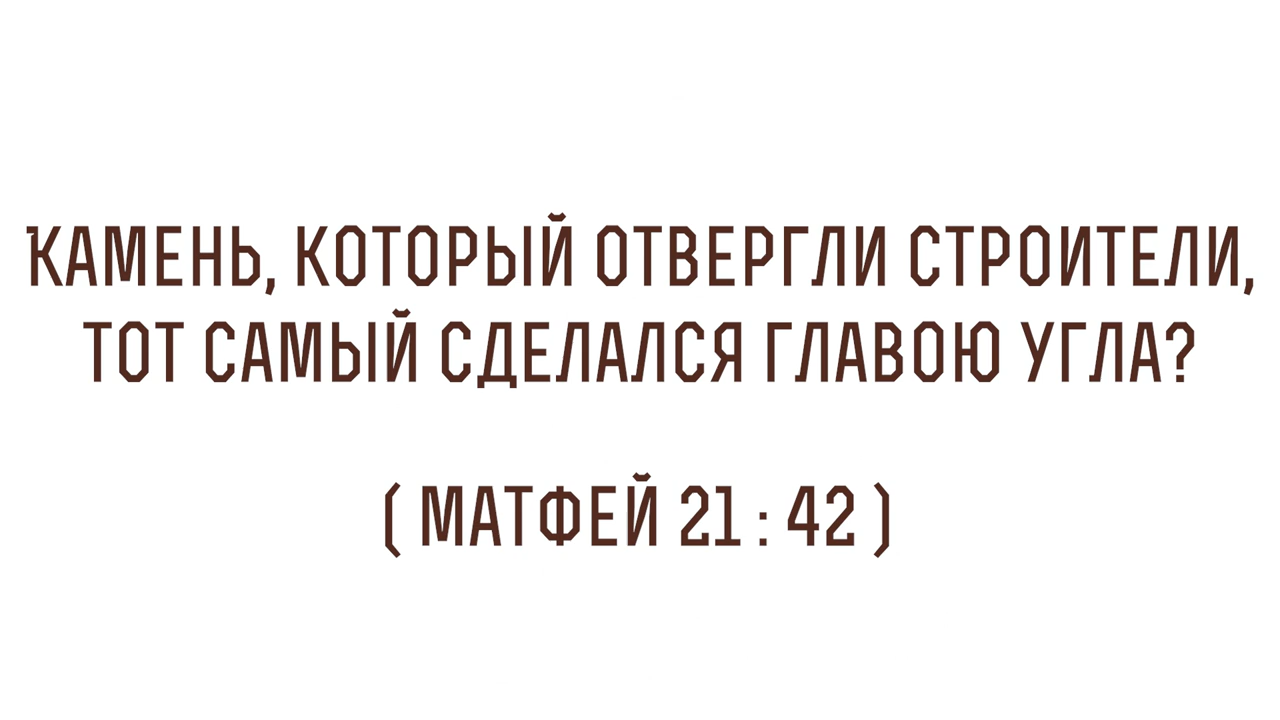 КАМЕНЬ, КОТОРЫЙ ОТВЕРГЛИ СТРОИТЕЛИ,
ТОТ САМЫЙ СДЕЛАЛСЯ ГЛАВОЮ УГЛА?
( МАТФЕЙ 21 : 42 )